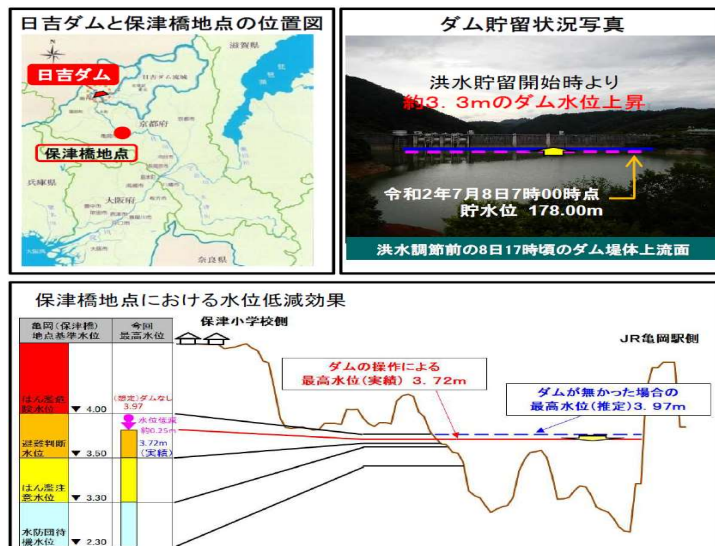 日吉ダムと保津橋地点の位置図
滋賀県
日吉ダム
日吉ダム流域
京都府
保津橋地点
兵庫県
大阪府
奈良県
ダム貯留状況写真
洪水貯留開始時より
約3.3mのダム水位上昇
令和2年7月8日7時00時点
貯水位 178.00m
洪水調節前の8日17時頃のダム堤体上流面
保津橋地点における水位低減効果
亀岡(保津橋)
地点基準水位
今回
最高水位
保津小学校側
JR亀岡駅側
はん濫危
険水位
▼ 4.00
(想定)ダムなし
3.97
水位低減
約0.25m
避難判断
水位
▼ 3.50
3.72m
(実績)
はん濫注
意水位
▼ 3.30
水防団待
機水位
▼ 2.30
ダムの操作による
最高水位(実績) 3.72m
ダムが無かった場合の
最高水位(推定)3.97m